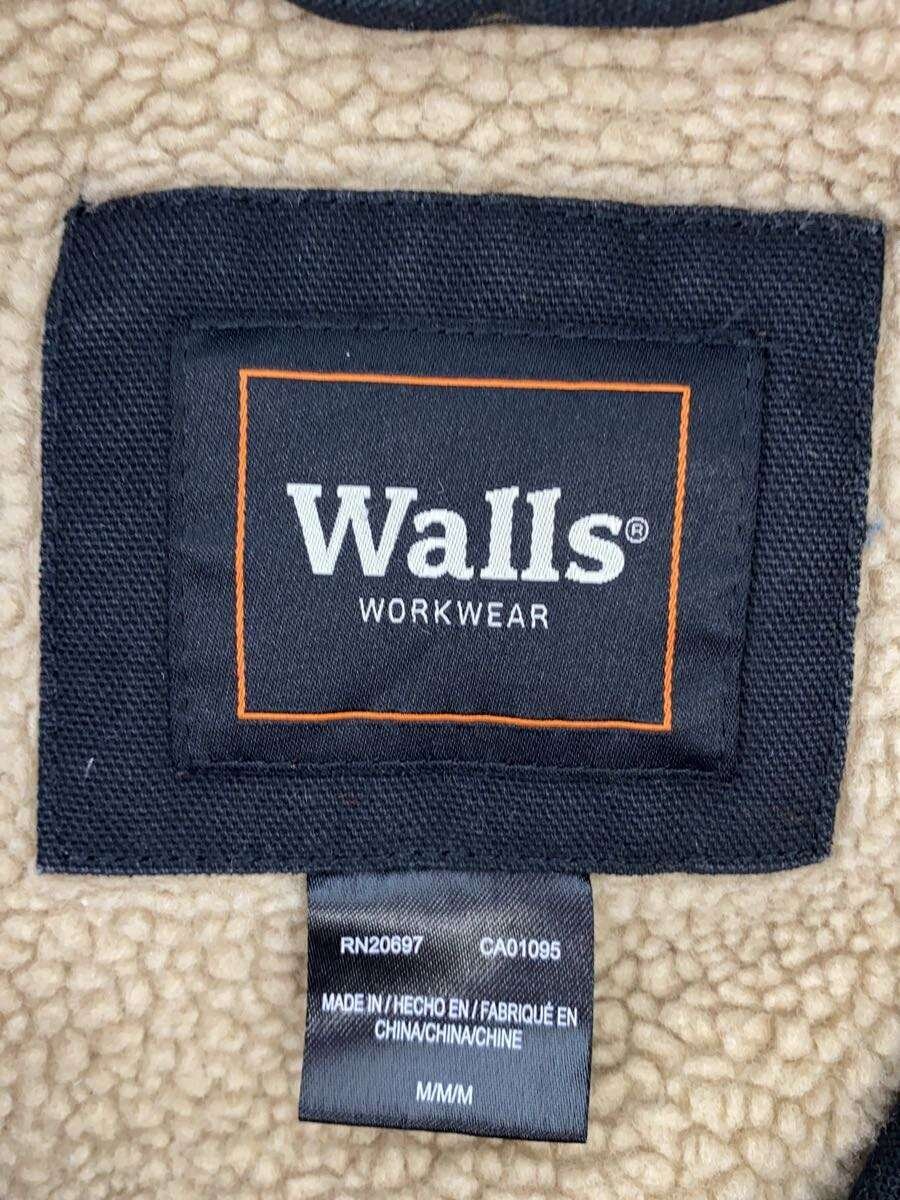 Walls®
WORKWEAR
RN20697 CA01095
MADE IN / HECHO EN / FABRIQUÉ EN
CHINA/CHINA/CHINE
M/M/M